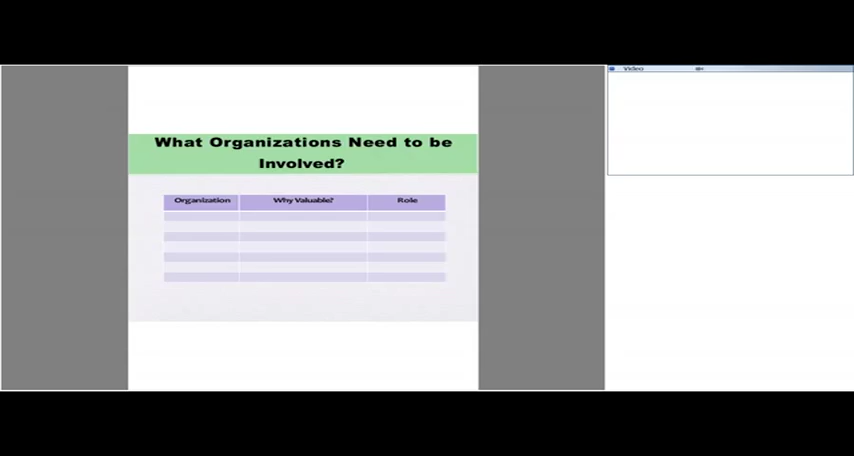 Video
What Organizations Need to be
Involved?
Organization Why Valuable? Role